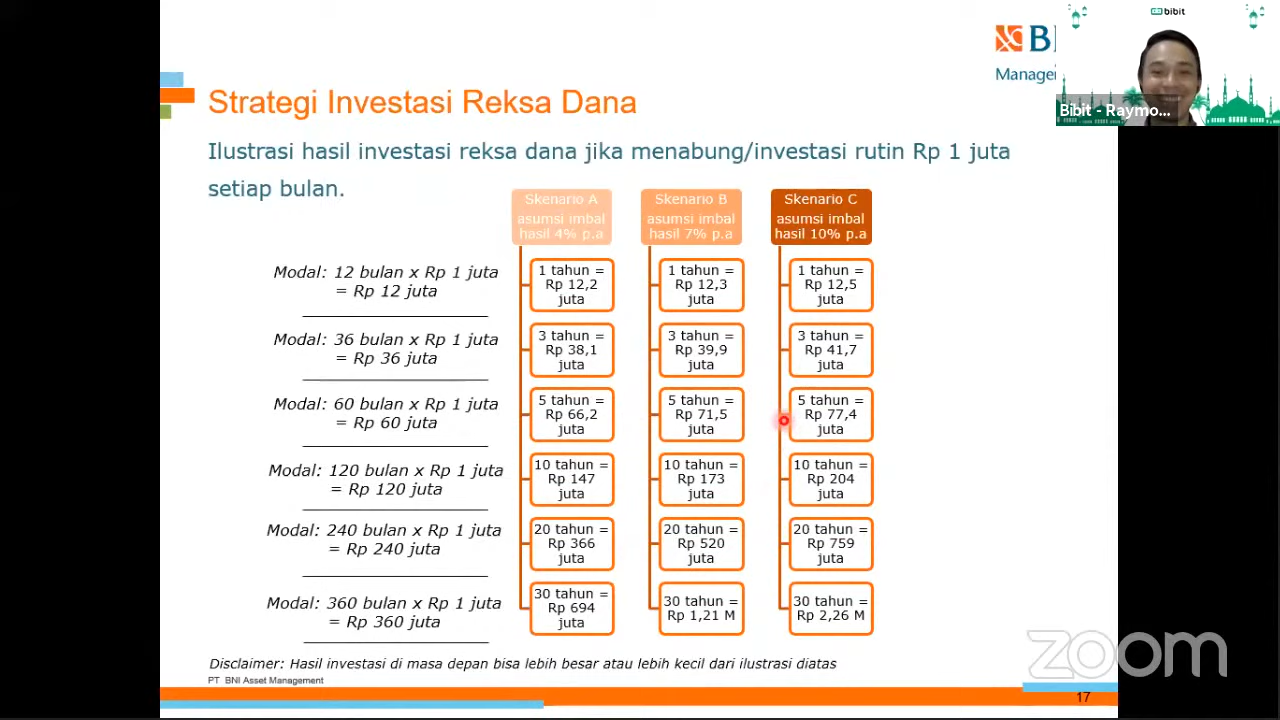 bibit
Bibit - Raymo...
Strategi Investasi Reksa Dana
Ilustrasi hasil investasi reksa dana jika menabung/investasi rutin Rp 1 juta
setiap bulan.
Skenario A
asumsi imbal
hasil 4% p.a
Skenario B
asumsi imbal
hasil 7% p.a
Skenario C
asumsi imbal
hasil 10% p.a
Modal: 12 bulan x Rp 1 juta
= Rp 12 juta
1 tahun =
Rp 12,2
juta
1 tahun =
Rp 12,3
juta
1 tahun =
Rp 12,5
juta
Modal: 36 bulan x Rp 1 juta
= Rp 36 juta
3 tahun =
Rp 38,1
juta
3 tahun =
Rp 39,9
juta
3 tahun =
Rp 41,7
juta
Modal: 60 bulan x Rp 1 juta
= Rp 60 juta
5 tahun =
Rp 66,2
juta
5 tahun =
Rp 71,5
juta
5 tahun =
Rp 77,4
juta
Modal: 120 bulan x Rp 1 juta
= Rp 120 juta
10 tahun =
Rp 147
juta
10 tahun =
Rp 173
juta
10 tahun =
Rp 204
juta
Modal: 240 bulan x Rp 1 juta
= Rp 240 juta
20 tahun =
Rp 366
juta
20 tahun =
Rp 520
juta
20 tahun =
Rp 759
juta
Modal: 360 bulan x Rp 1 juta
= Rp 360 juta
30 tahun =
Rp 694
juta
30 tahun =
Rp 1,21 M
30 tahun =
Rp 2,26 M
Disclaimer: Hasil investasi di masa depan bisa lebih besar atau lebih kecil dari ilustrasi diatas
PT BNI Asset Management
zoom
17